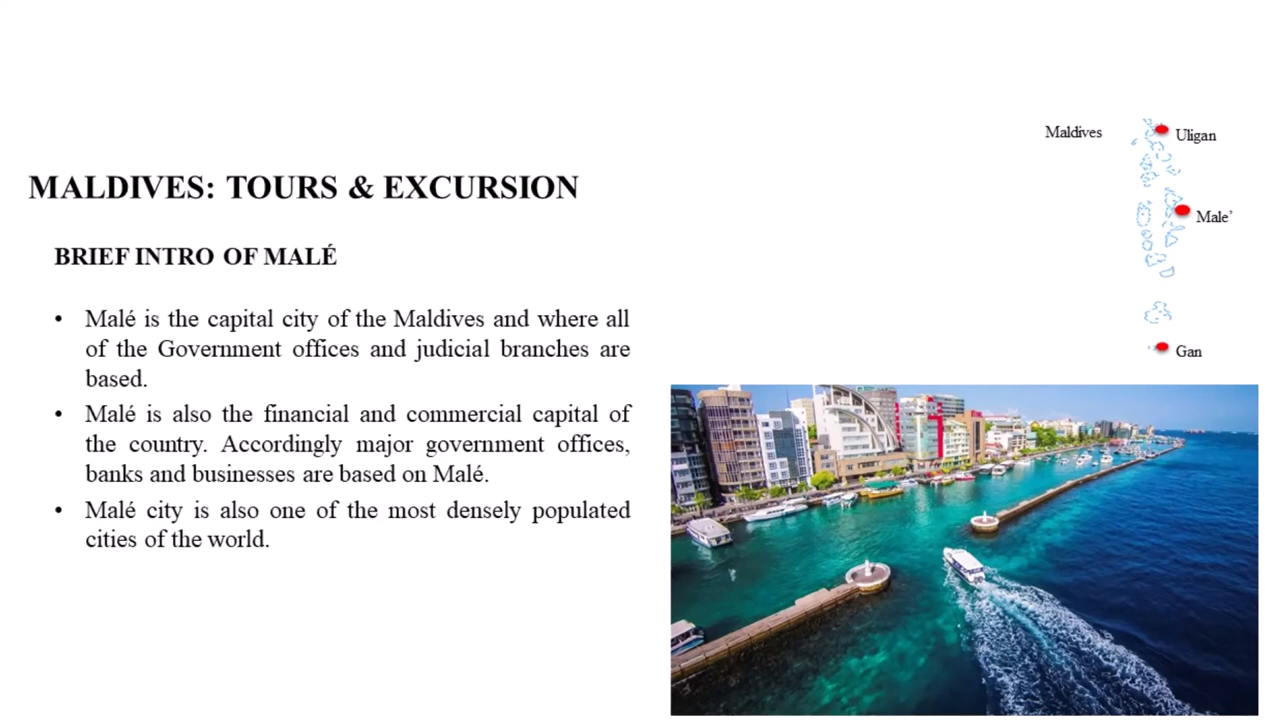 MALDIVES: TOURS & EXCURSION
BRIEF INTRO OF MALÉ
• Malé is the capital city of the Maldives and where all
of the Government offices and judicial branches are
based.
• Malé is also the financial and commercial capital of
the country. Accordingly major government offices,
banks and businesses are based on Malé.
• Malé city is also one of the most densely populated
cities of the world.
Maldives
Uligan
Male’
Gan